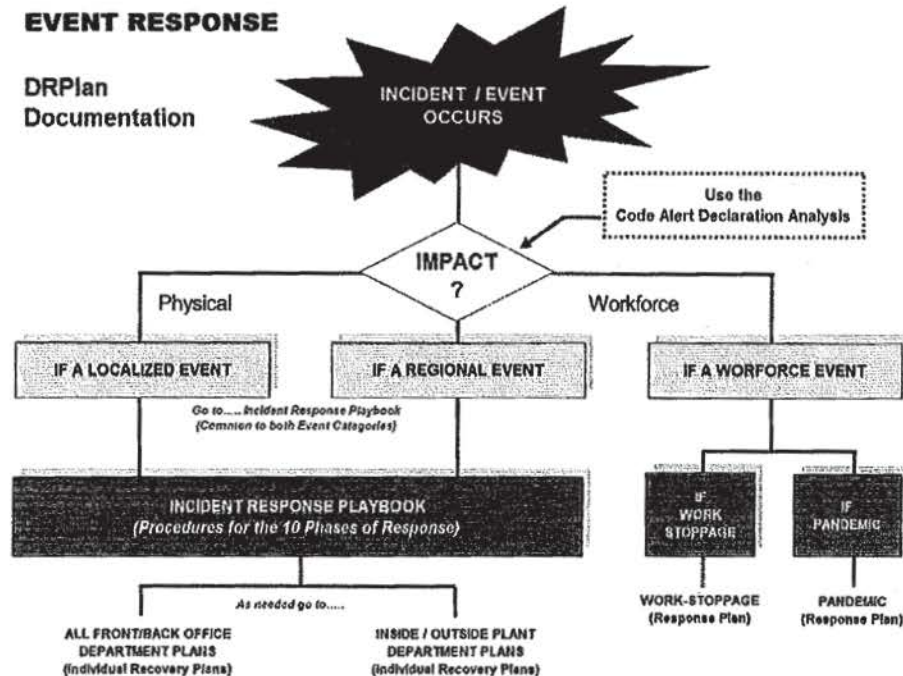 EVENT RESPONSE
DRPlan
Documentation
INCIDENT / EVENT
OCCURS
Use the
Code Alert Declaration Analysis
IMPACT
?
Physical
Workforce
IF A LOCALIZED EVENT
IF A REGIONAL EVENT
IF A WORFORCE EVENT
Go to..... Incident Response Playbook
(Common to both Event Categories)
INCIDENT RESPONSE PLAYBOOK
(Procedures for the 10 Phases of Response)
IF
WORK
STOPPAGE
IF
PANDEMIC
As needed go to.....
WORK-STOPPAGE
(Response Plan)
PANDEMIC
(Response Plan)
ALL FRONT/BACK OFFICE
DEPARTMENT PLANS
(Individual Recovery Plans)
INSIDE / OUTSIDE PLANT
DEPARTMENT PLANS
(Individual Recovery Plans)